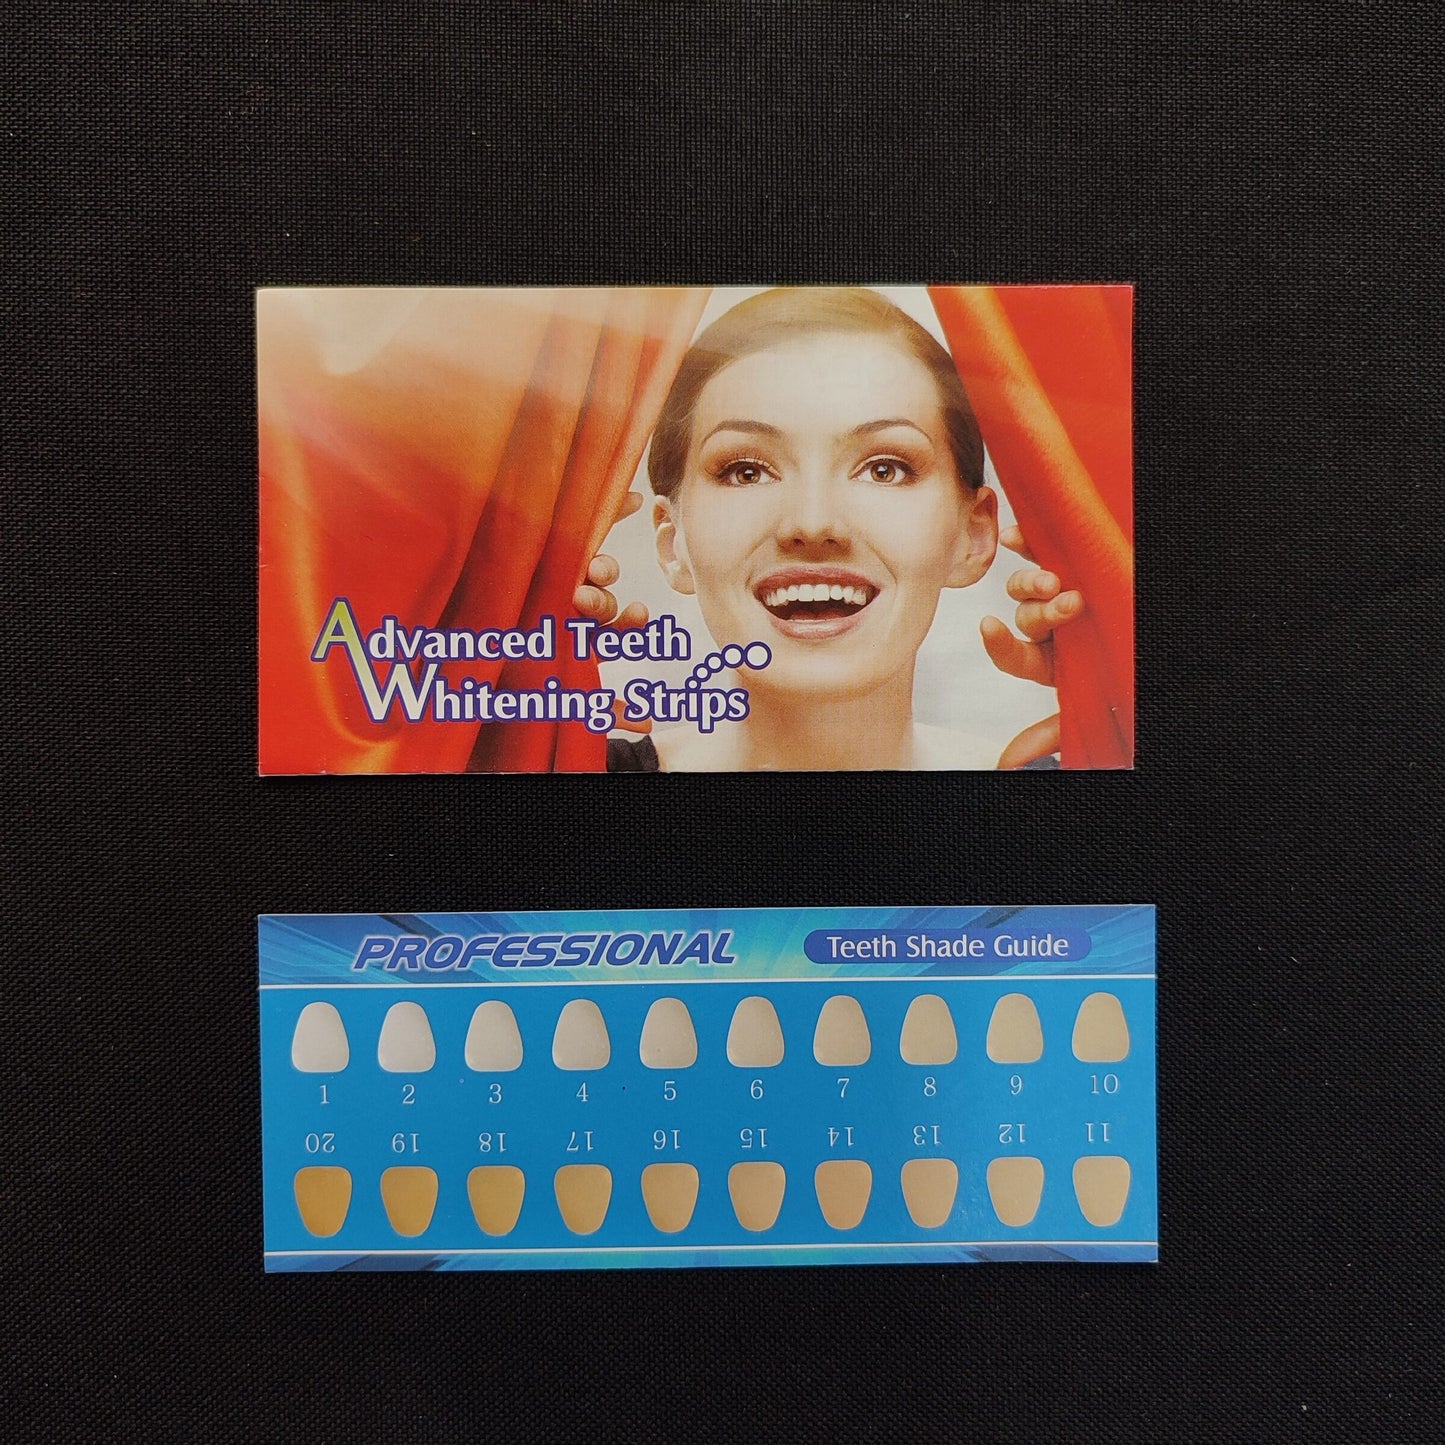 Advanced Teeth
Whitening Strips
PROFESSIONAL
Teeth Shade Guide
1 2 3 4 5 6 7 8 9 10
20 19 18 17 16 15 14 13 12 11